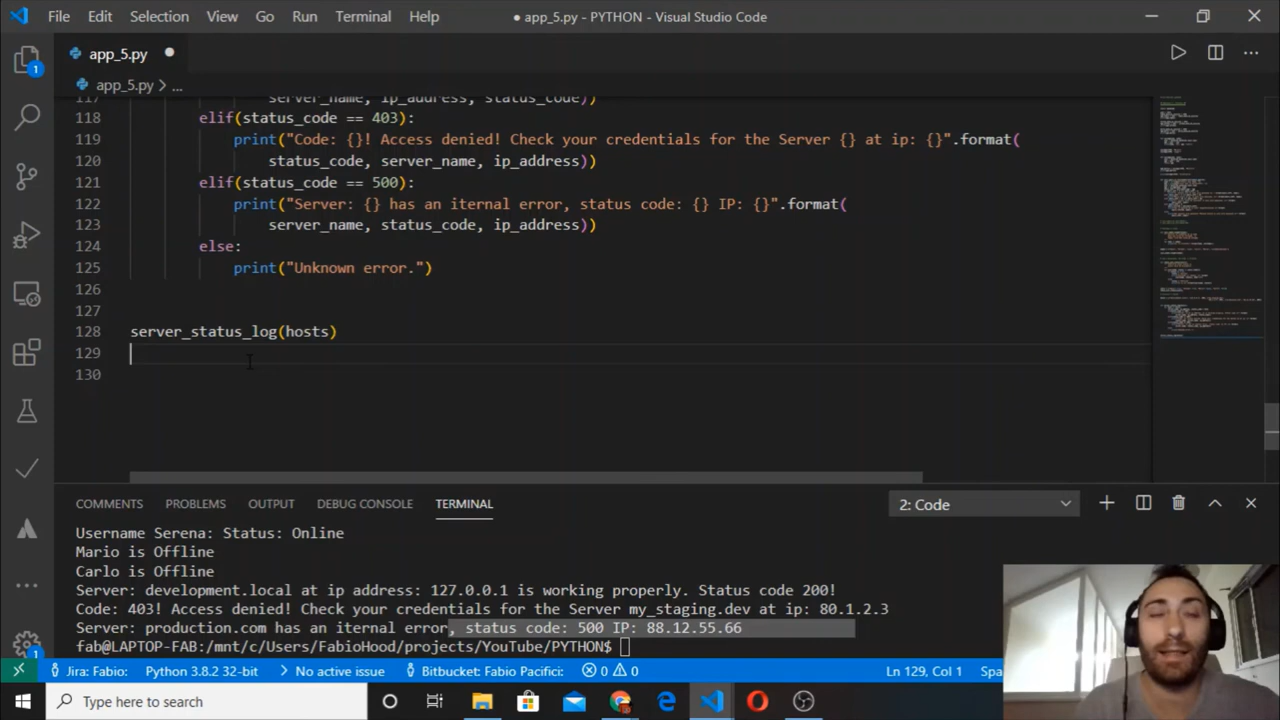 File Edit Selection View Go Run Terminal Help
● app_5.py - PYTHON - Visual Studio Code
app_5.py
app_5.py > ...
117 server_name, ip_address, status_code))
118 elif(status_code == 403):
119 print("Code: {}! Access denied! Check your credentials for the Server {} at ip: {}".format(
120 status_code, server_name, ip_address))
121 elif(status_code == 500):
122 print("Server: {} has an iternal error, status code: {} IP: {}".format(
123 server_name, status_code, ip_address))
124 else:
125 print("Unknown error.")
126
127
128 server_status_log(hosts)
129
130
COMMENTS PROBLEMS OUTPUT DEBUG CONSOLE TERMINAL 2: Code
Username Serena: Status: Online
Mario is Offline
Carlo is Offline
Server: development.local at ip address: 127.0.0.1 is working properly. Status code 200!
Code: 403! Access denied! Check your credentials for the Server my_staging.dev at ip: 80.1.2.3
Server: production.com has an iternal error, status code: 500 IP: 88.12.55.66
fab@LAPTOP-FAB:/mnt/c/Users/FabioHood/projects/YouTube/PYTHON$
Jira: Fabio: Python 3.8.2 32-bit No active issue Bitbucket: Fabio Pacifici: 0 0 Ln 129, Col 1
Type here to search
1
1